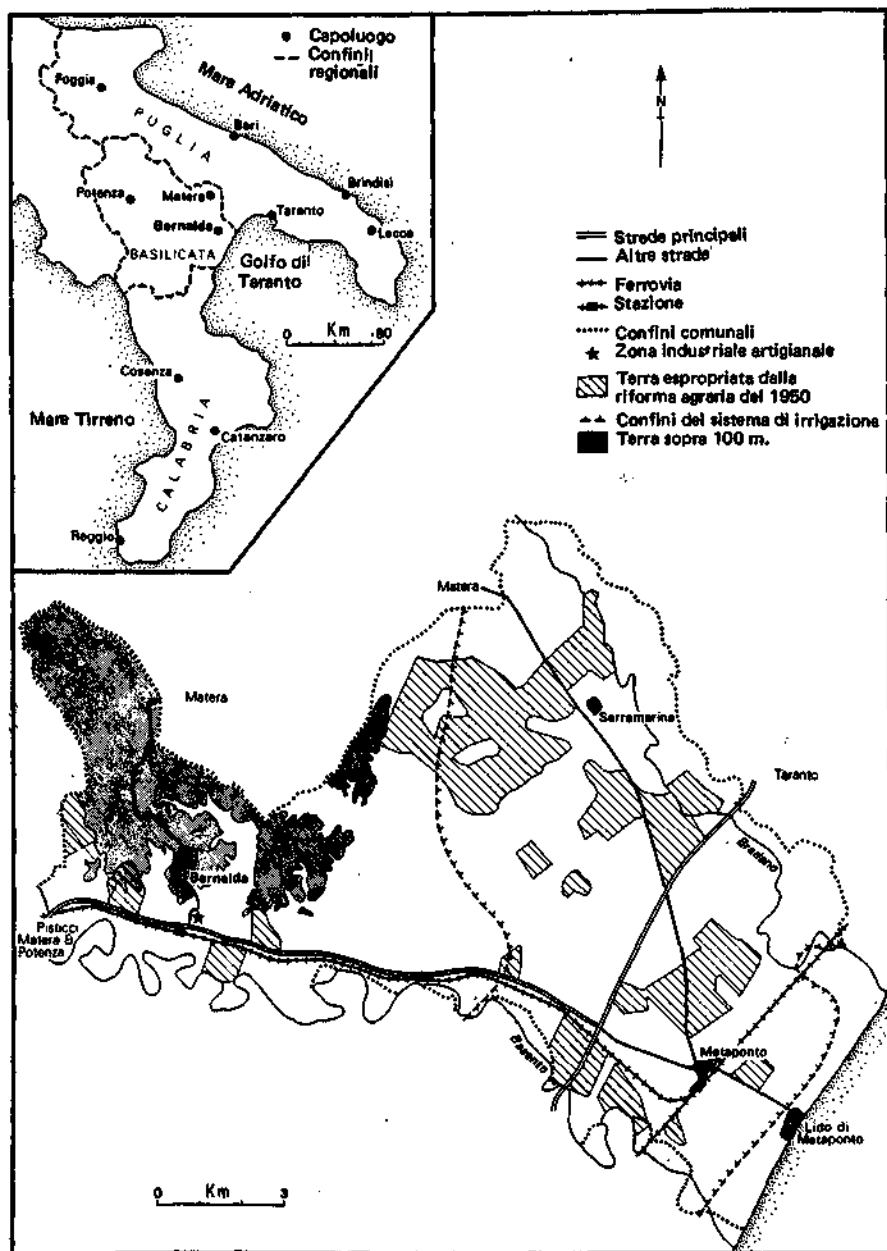 Capoluogo
Confini
regionali
Mare Adriatico
Foggia
PUGLIA
Bari
Potenza
Matera
Bernalda
Brindisi
Taranto
Lecce
BASILICATA
Golfo di
Taranto
0 Km 80
Cosenza
Mare Tirreno
CALABRIA
Catanzaro
Reggio
N
Strade principali
Altre strade
Ferrovia
Stazione
Confini comunali
Zona industriale artigianale
Terra espropriata dalla
riforma agraria del 1950
Confini del sistema di irrigazione
Terra sopra 100 m.
Matera
Matera
Serramarina
Taranto
Bradano
Bernalda
Pisticci
Matera &
Potenza
Basento
Metaponto
Lido di
Metaponto
0 Km 3